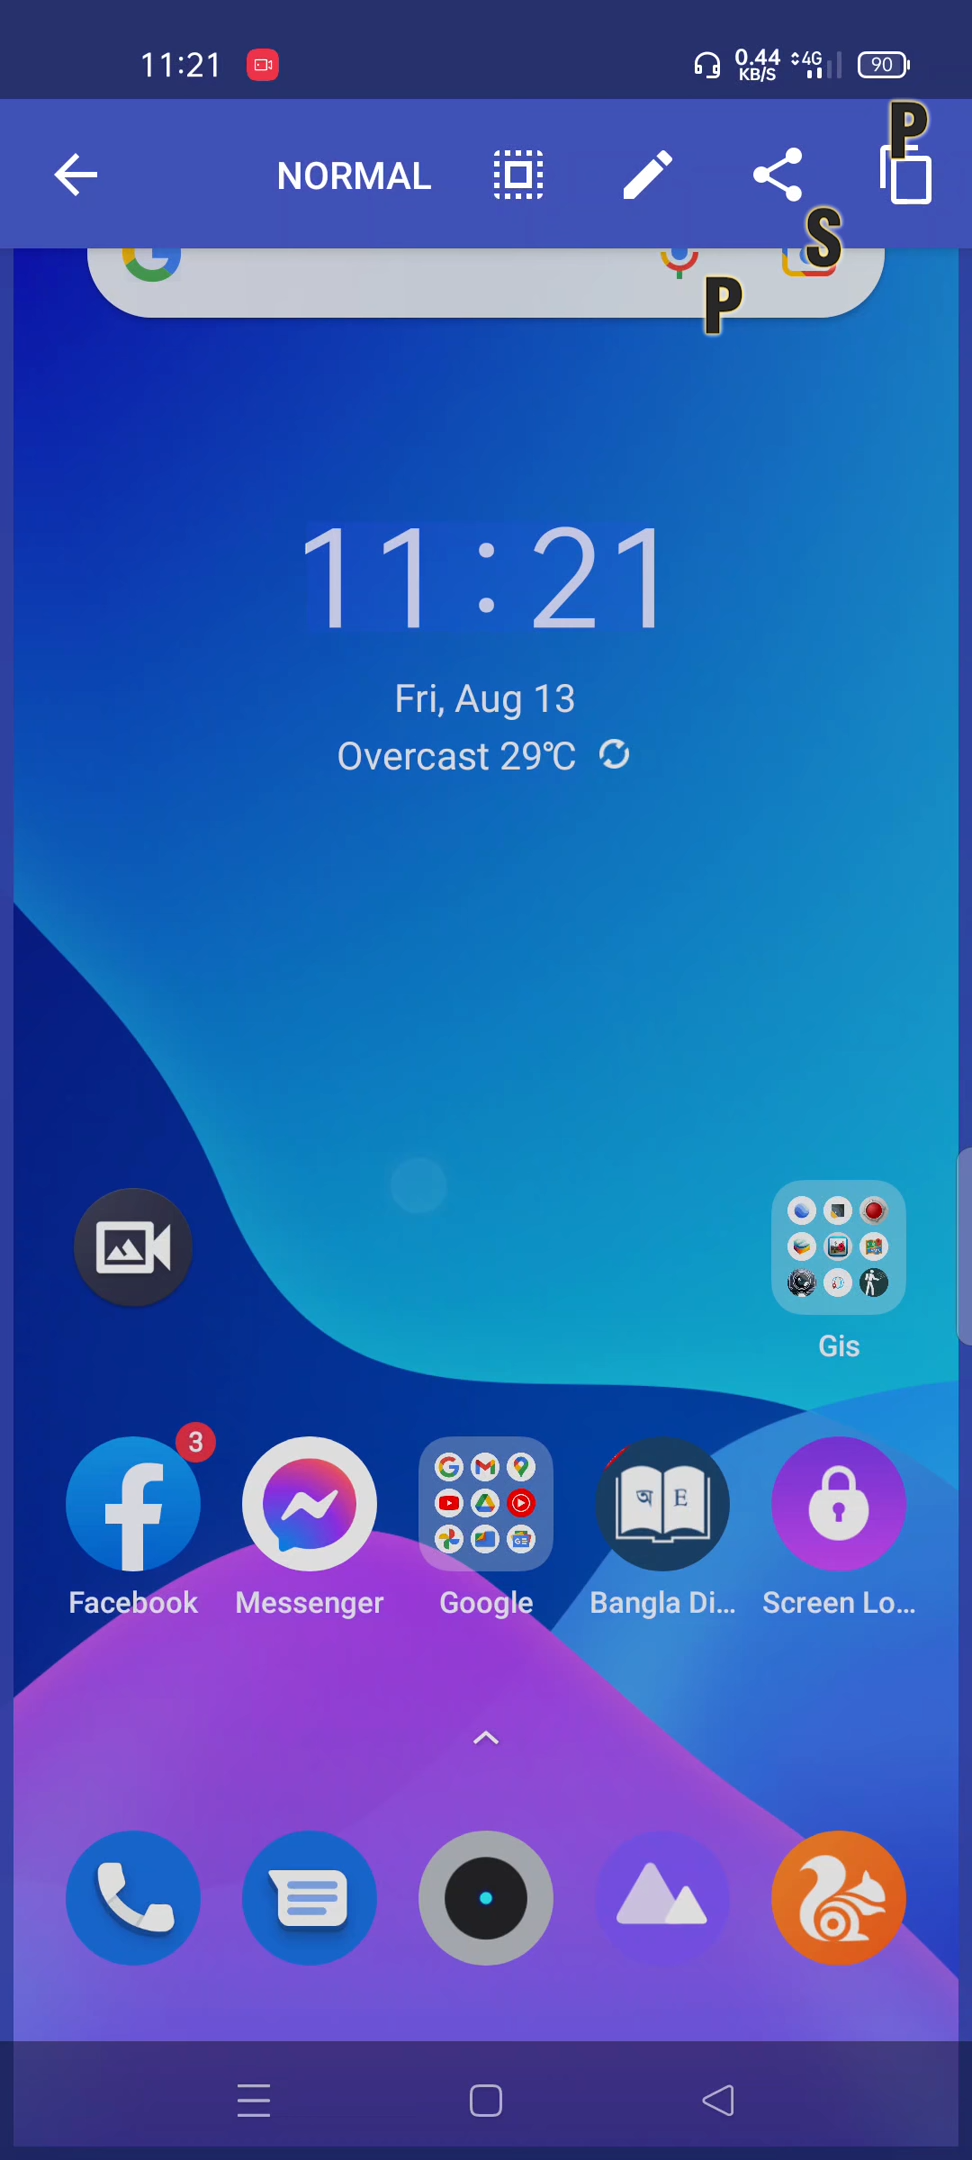 11:21 0.44 KB/S 4G 90
NORMAL
P
S
P
11:21
Fri, Aug 13
Overcast 29℃
Gis
3
অ E
Facebook Messenger Google Bangla Di... Screen Lo...